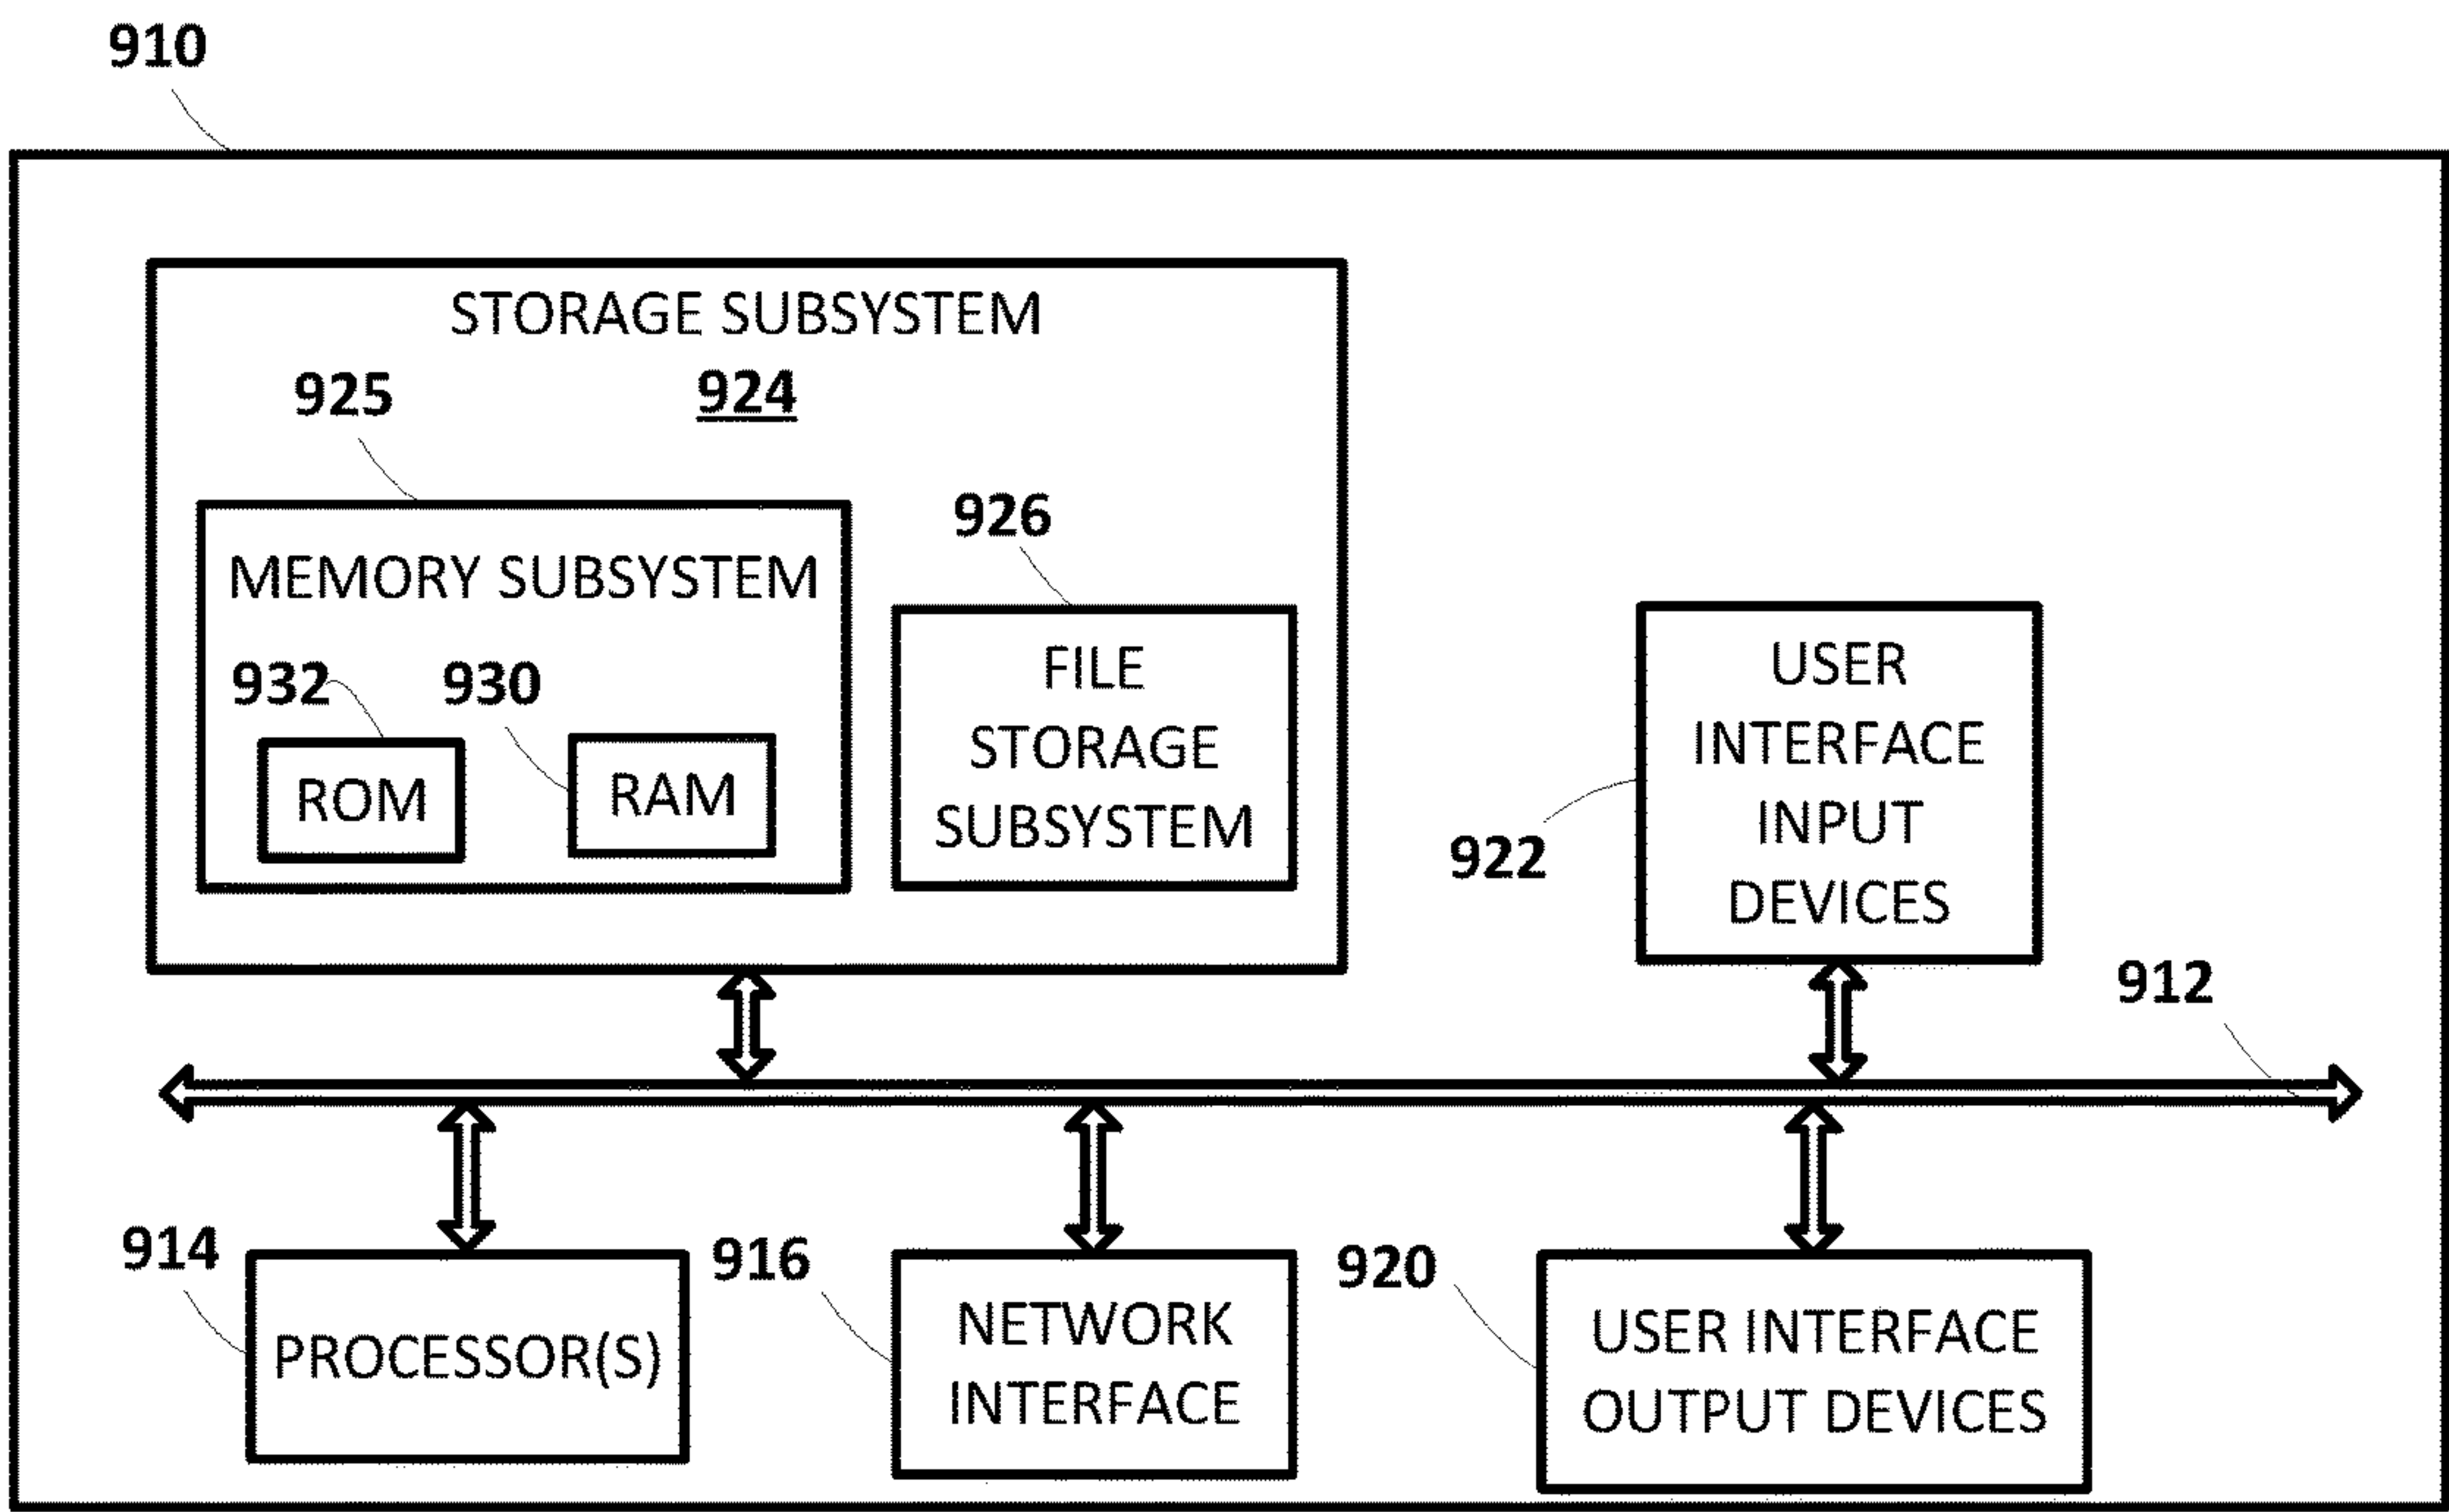 910
STORAGE SUBSYSTEM
924
925
MEMORY SUBSYSTEM
932
930
ROM
RAM
926
FILE
STORAGE
SUBSYSTEM
USER
INTERFACE
INPUT
DEVICES
922
912
914
PROCESSOR(S)
916
NETWORK
INTERFACE
920
USER INTERFACE
OUTPUT DEVICES